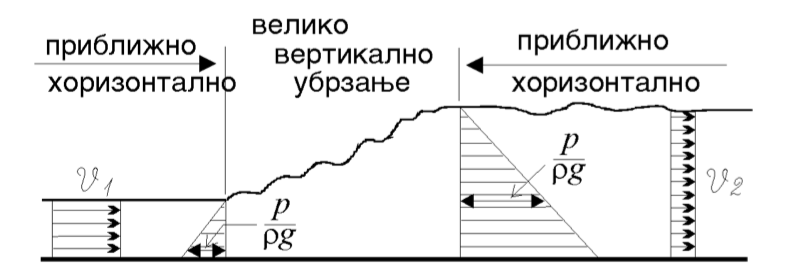 приближно
хоризонтално
велико
вертикално
убрзање
приближно
хоризонтално
v₁
p
ρg
p
ρg
v₂